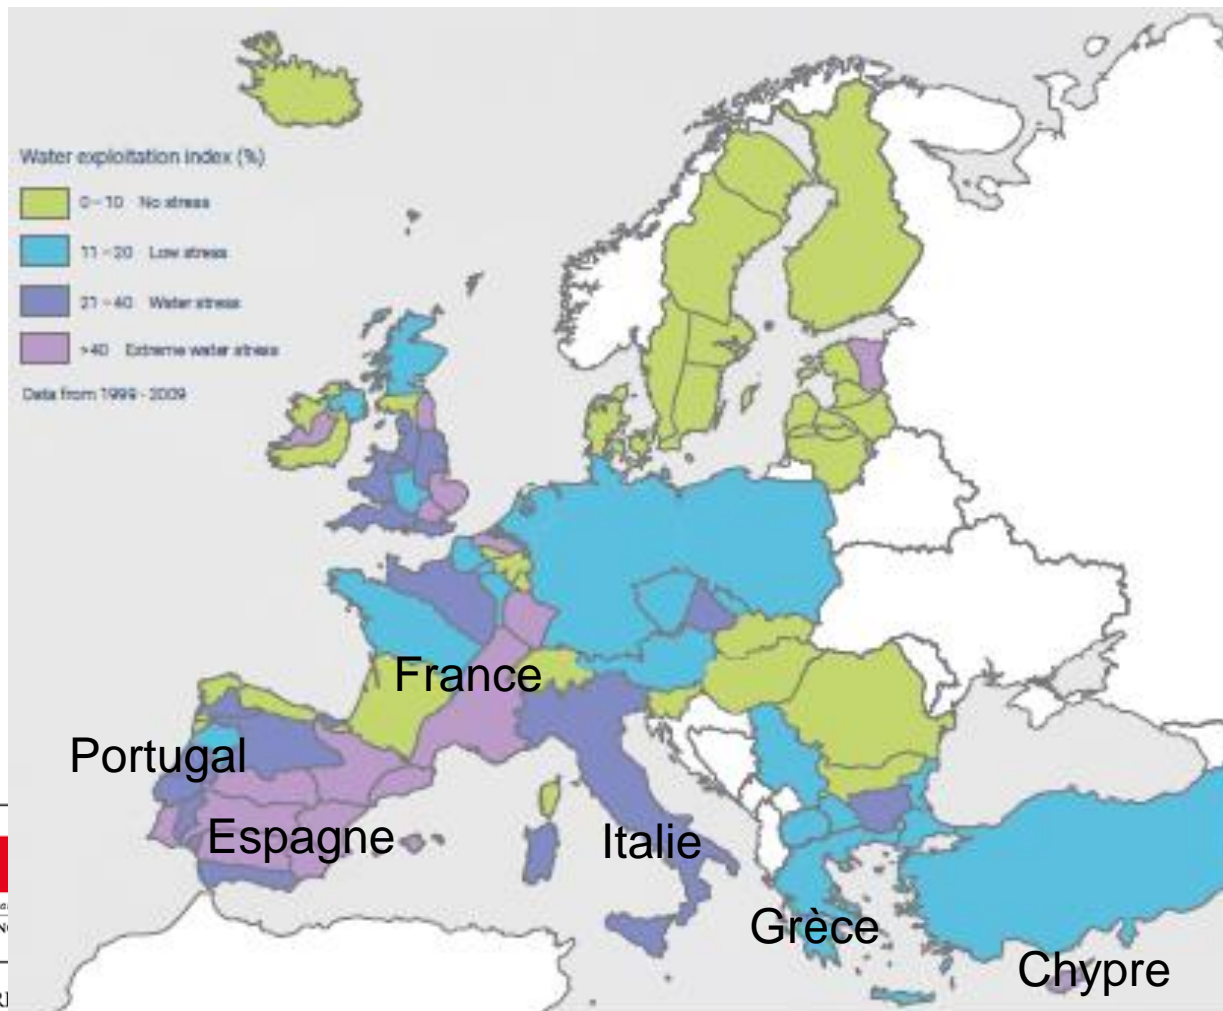 Water exploitation index (%)
0-10 No stress
11-20 Low stress
21-40 Water stress
>40 Extreme water stress
Data from 1999-2009
France
Portugal
Espagne
Italie
Grèce
Chypre